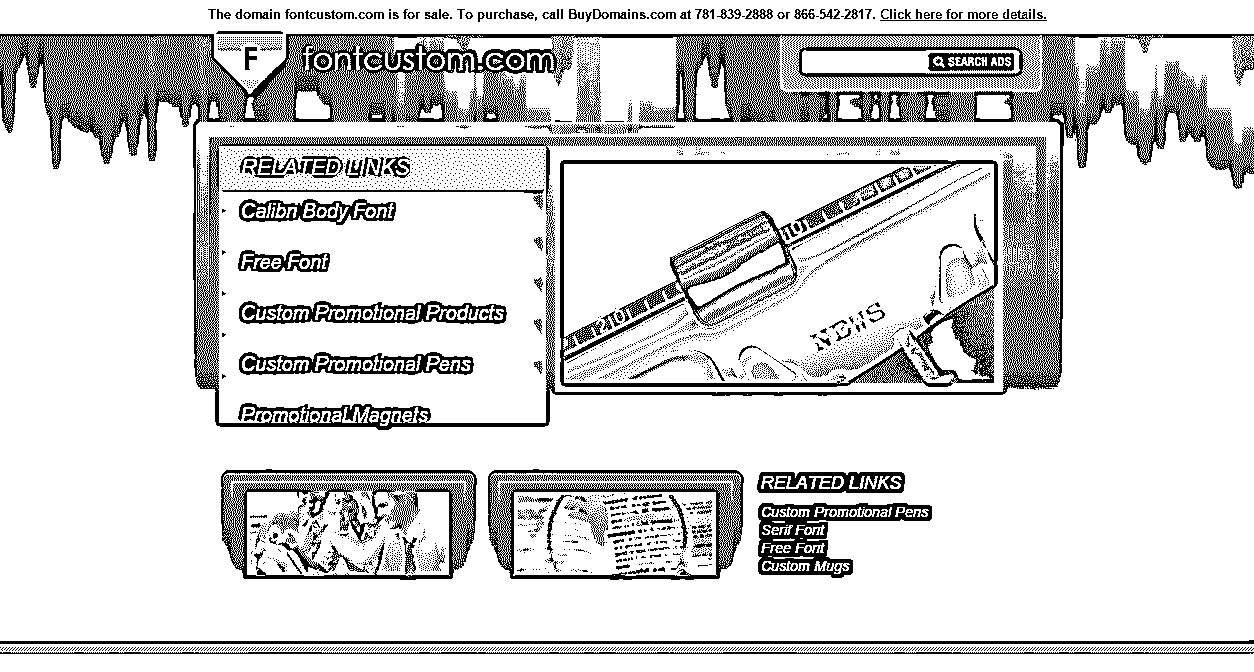 The domain fontcustom.com is for sale. To purchase, call BuyDomains.com at 781-839-2888 or 866-542-2817. Click here for more details.
F
fontcustom.com
SEARCH ADS
RELATED LINKS
Calibri Body Font
Free Font
Custom Promotional Products
Custom Promotional Pens
Promotional Magnets
NEWS
RELATED LINKS
Custom Promotional Pens
Serif Font
Free Font
Custom Mugs